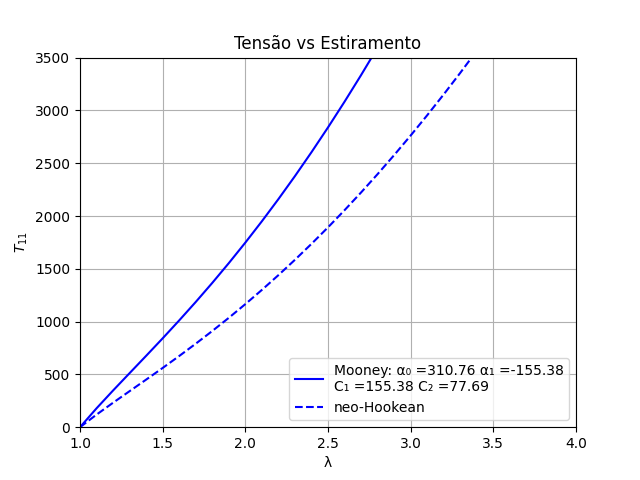 Tensão vs Estiramento
3500
3000
2500
2000
1500
1000
500
0
T₁₁
1.0 1.5 2.0 2.5 3.0 3.5 4.0
λ
Mooney: α₀ =310.76 α₁ =-155.38
C₁ =155.38 C₂ =77.69
neo-Hookean